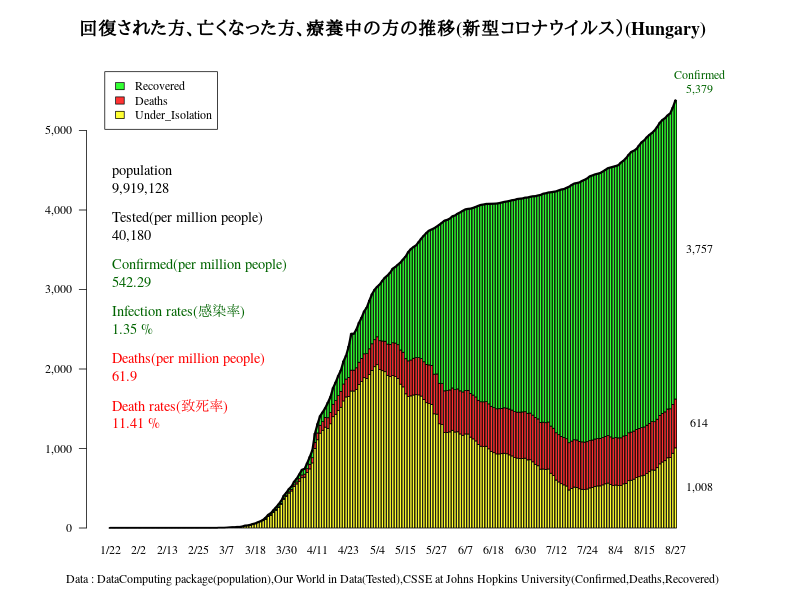 回復された方、亡くなった方、療養中の方の推移(新型コロナウイルス)(Hungary)
Confirmed
5,379
Recovered
Deaths
Under_Isolation
population
9,919,128
Tested(per million people)
40,180
Confirmed(per million people)
542.29
Infection rates(感染率)
1.35 %
Deaths(per million people)
61.9
Death rates(致死率)
11.41 %
5,000
4,000
3,000
2,000
1,000
0
3,757
614
1,008
1/22 2/2 2/13 2/25 3/7 3/18 3/30 4/11 4/23 5/4 5/15 5/27 6/7 6/18 6/30 7/12 7/24 8/4 8/15 8/27
Data : DataComputing package(population),Our World in Data(Tested),CSSE at Johns Hopkins University(Confirmed,Deaths,Recovered)